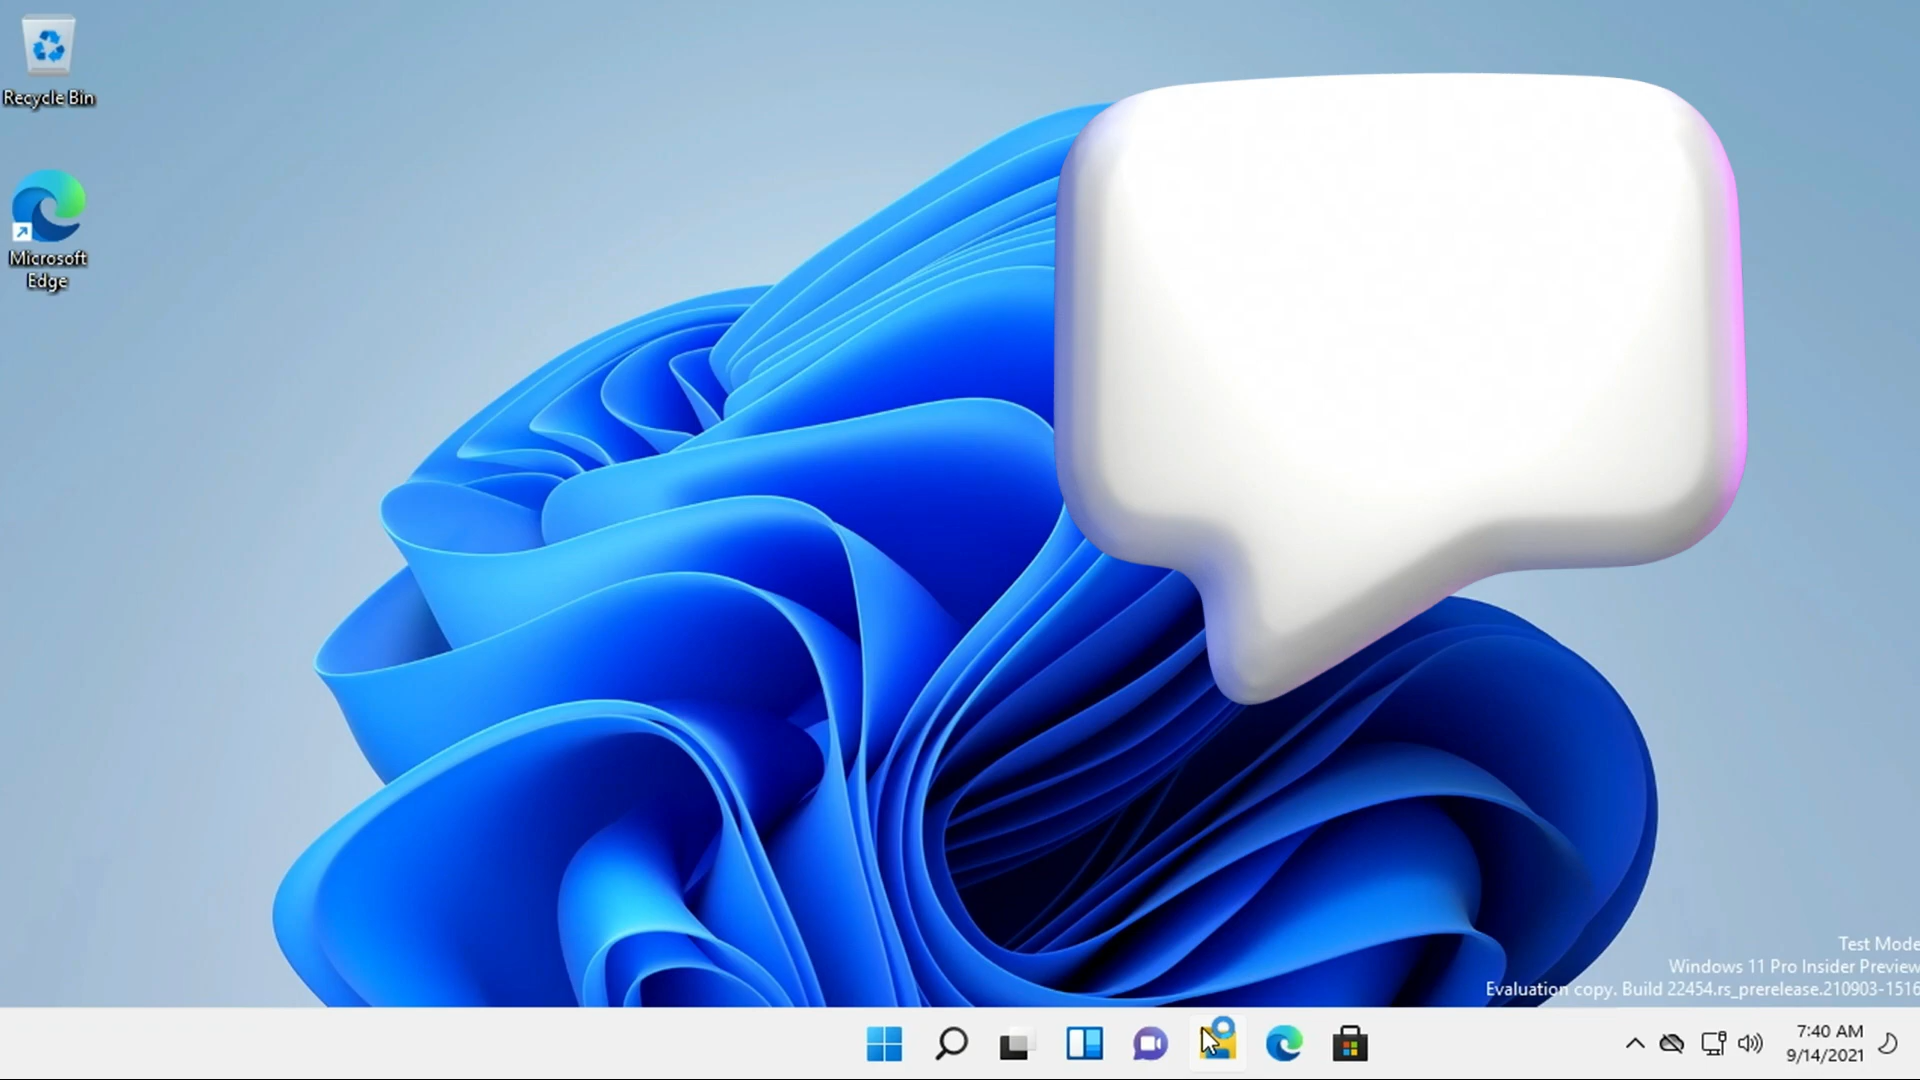 Recycle Bin
Microsoft
Edge
Test Mode
Windows 11 Pro Insider Preview
Evaluation copy. Build 22454.rs_prerelease.210903-1516
7:40 AM
9/14/2021